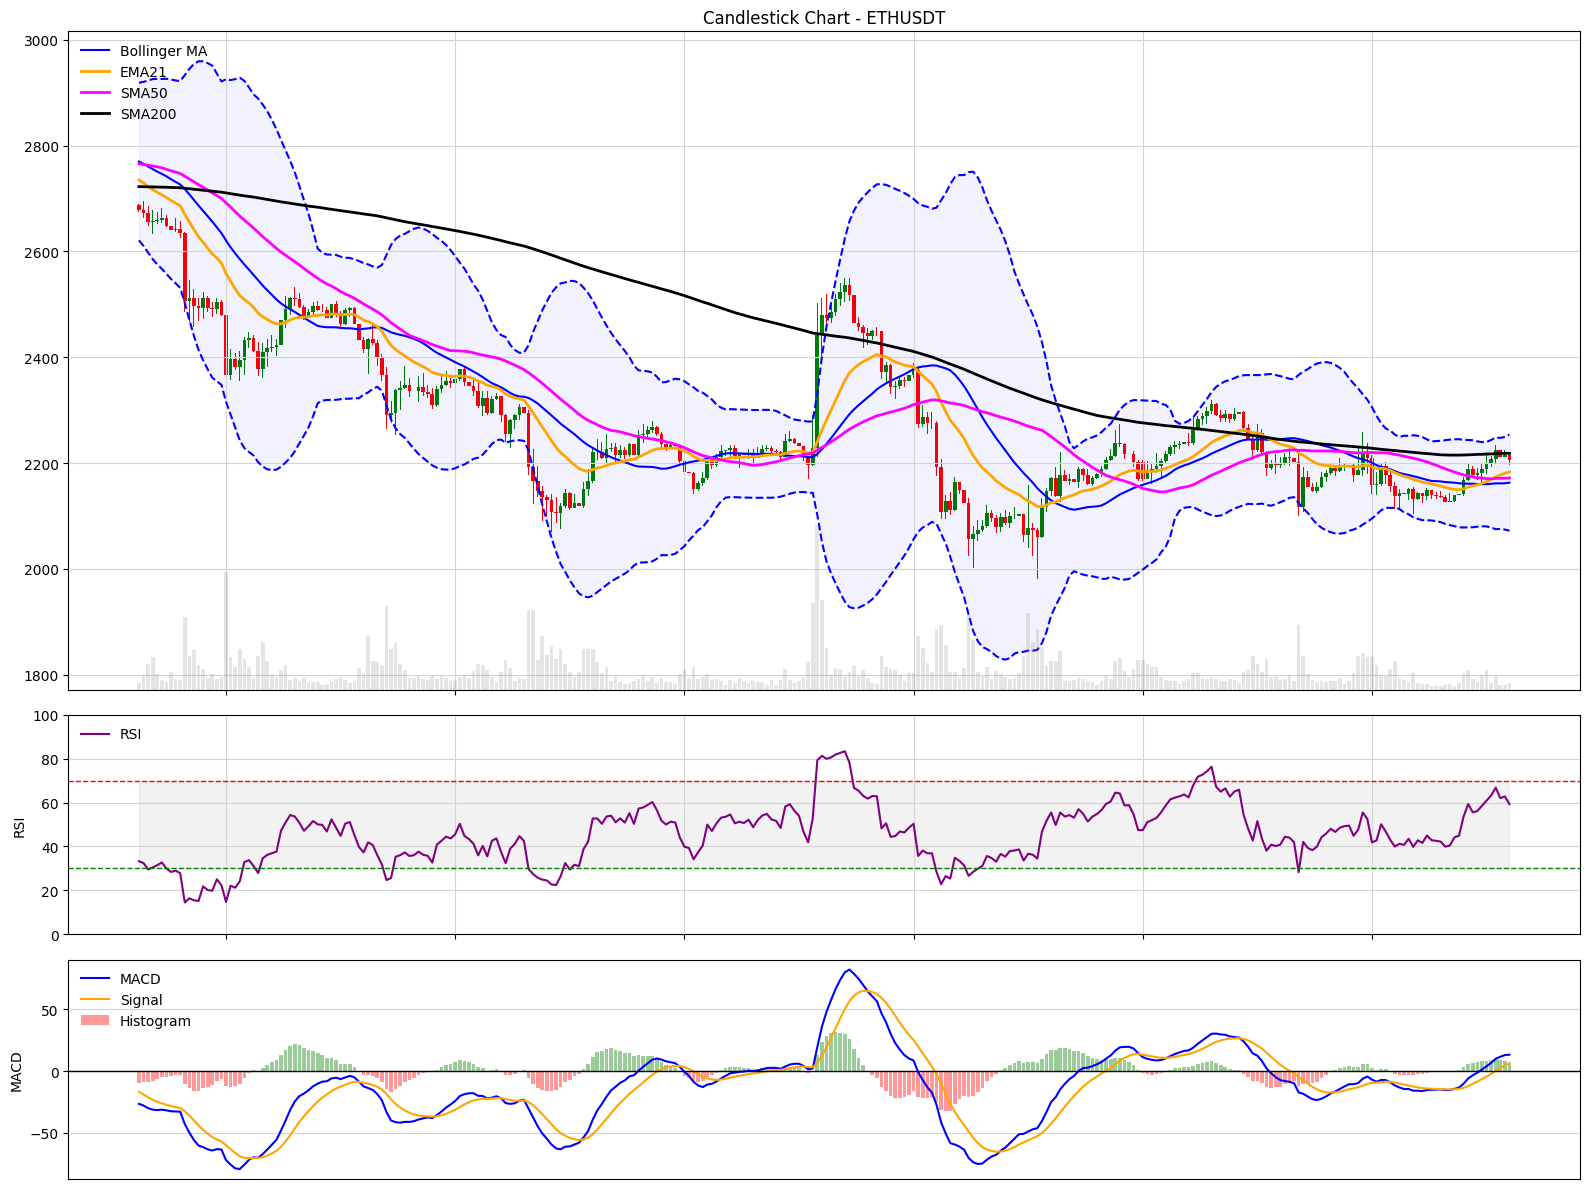 Candlestick Chart - ETHUSDT
3000
2800
2600
2400
2200
2000
1800
Bollinger MA
EMA21
SMA50
SMA200
100
80
60
40
20
0
RSI
RSI
50
0
−50
MACD
MACD
Signal
Histogram